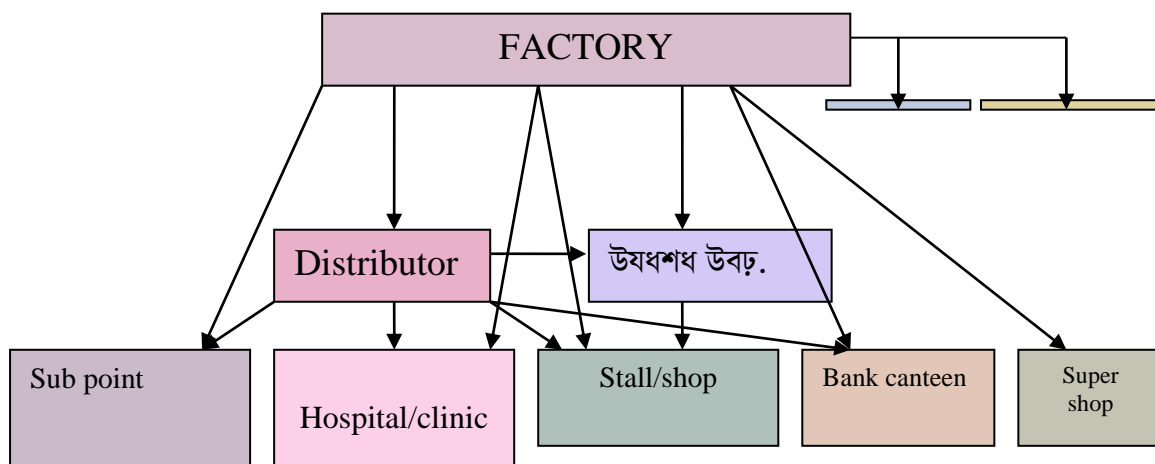 FACTORY
Distributor
উযধশধ উবঢ়.
Sub point
Hospital/clinic
Stall/shop
Bank canteen
Super
shop